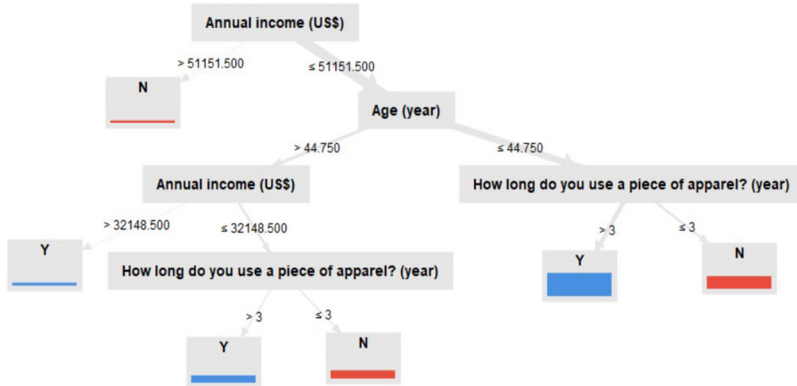 Annual income (US$)
> 51151.500
≤ 51151.500
N
Age (year)
> 44.750
≤ 44.750
Annual income (US$)
How long do you use a piece of apparel? (year)
> 32148.500
≤ 32148.500
> 3
≤ 3
Y
Y
N
How long do you use a piece of apparel? (year)
> 3
≤ 3
Y
N